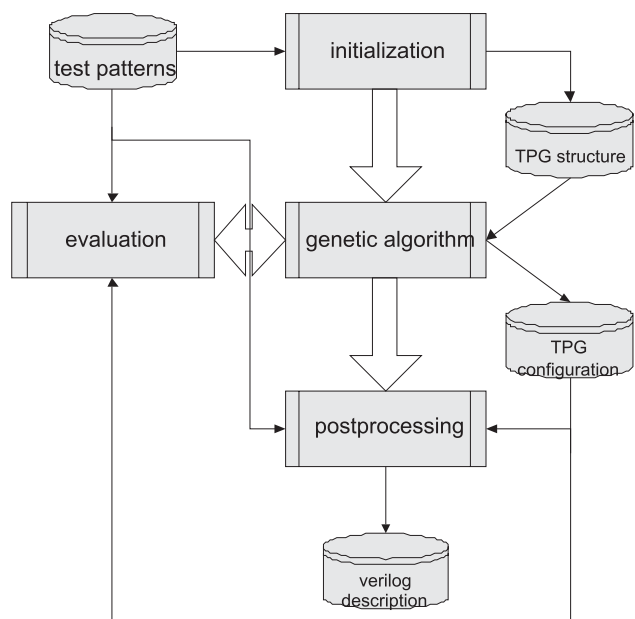 test patterns
initialization
TPG structure
evaluation
genetic algorithm
TPG
configuration
postprocessing
verilog
description